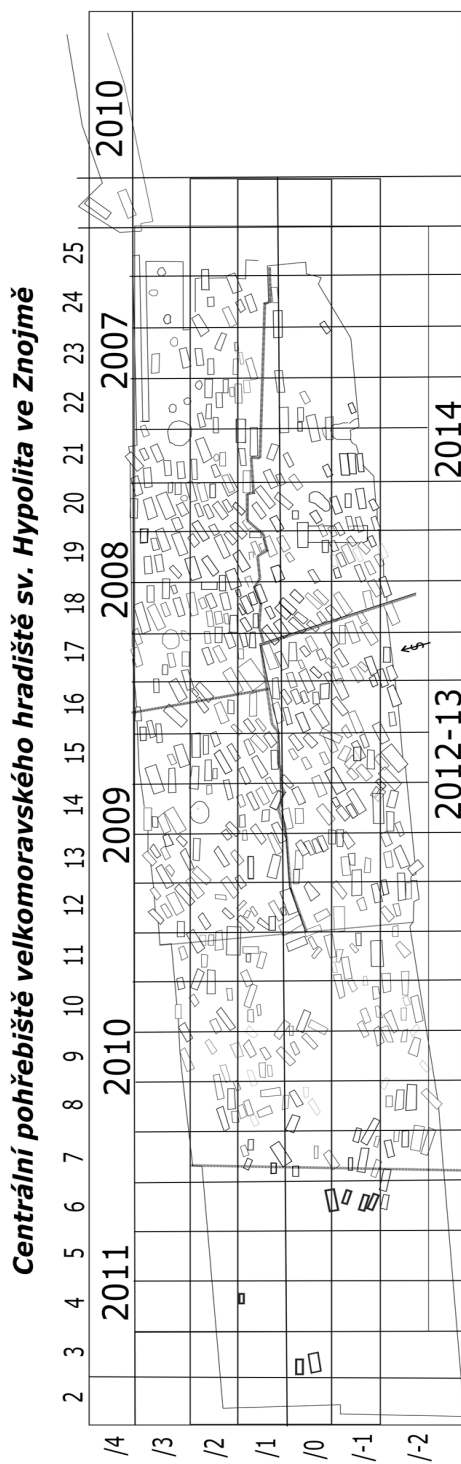 Centrální pohřebiště velkomoravského hradiště sv. Hypolita ve Znojmě
2 3 4 5 6 7 8 9 10 11 12 13 14 15 16 17 18 19 20 21 22 23 24 25
2011 2010 2009 2008 2007 2010
/4
/3
/2
/1
/0
/-1
/-2
2012-13 2014
S